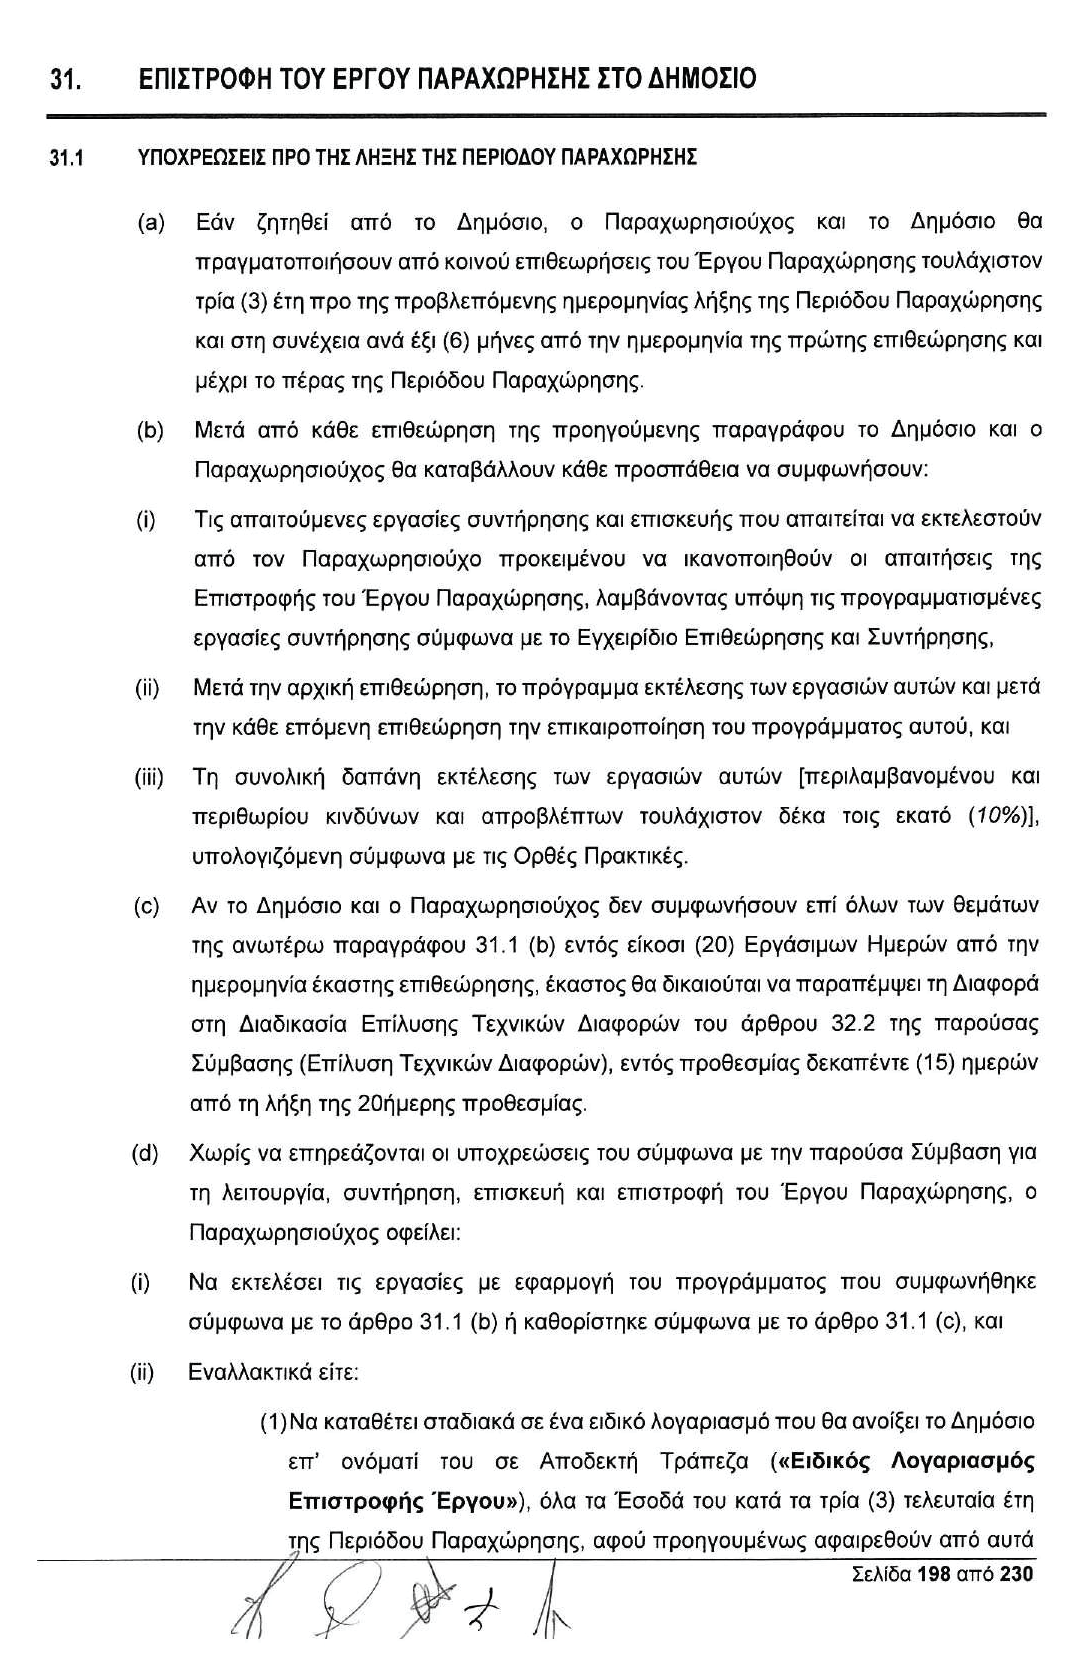 31. ΕΠΙΣΤΡΟΦΗ ΤΟΥ ΕΡΓΟΥ ΠΑΡΑΧΩΡΗΣΗΣ ΣΤΟ ΔΗΜΟΣΙΟ
31.1 ΥΠΟΧΡΕΩΣΕΙΣ ΠΡΟ ΤΗΣ ΛΗΞΗΣ ΤΗΣ ΠΕΡΙΟΔΟΥ ΠΑΡΑΧΩΡΗΣΗΣ
(a) Εάν ζητηθεί από το Δημόσιο, ο Παραχωρησιούχος και το Δημόσιο θα
πραγματοποιήσουν από κοινού επιθεωρήσεις του Έργου Παραχώρησης τουλάχιστον
τρία (3) έτη προ της προβλεπόμενης ημερομηνίας λήξης της Περιόδου Παραχώρησης
και στη συνέχεια ανά έξι (6) μήνες από την ημερομηνία της πρώτης επιθεώρησης και
μέχρι το πέρας της Περιόδου Παραχώρησης.
(b) Μετά από κάθε επιθεώρηση της προηγούμενης παραγράφου το Δημόσιο και ο
Παραχωρησιούχος θα καταβάλλουν κάθε προσπάθεια να συμφωνήσουν:
(i) Τις απαιτούμενες εργασίες συντήρησης και επισκευής που απαιτείται να εκτελεστούν
από τον Παραχωρησιούχο προκειμένου να ικανοποιηθούν οι απαιτήσεις της
Επιστροφής του Έργου Παραχώρησης, λαμβάνοντας υπόψη τις προγραμματισμένες
εργασίες συντήρησης σύμφωνα με το Εγχειρίδιο Επιθεώρησης και Συντήρησης,
(ii) Μετά την αρχική επιθεώρηση, το πρόγραμμα εκτέλεσης των εργασιών αυτών και μετά
την κάθε επόμενη επιθεώρηση την επικαιροποίηση του προγράμματος αυτού, και
(iii) Τη συνολική δαπάνη εκτέλεσης των εργασιών αυτών [περιλαμβανομένου και
περιθωρίου κινδύνων και απροβλέπτων τουλάχιστον δέκα τοις εκατό (10%)],
υπολογιζόμενη σύμφωνα με τις Ορθές Πρακτικές.
(c) Αν το Δημόσιο και ο Παραχωρησιούχος δεν συμφωνήσουν επί όλων των θεμάτων
της ανωτέρω παραγράφου 31.1 (b) εντός είκοσι (20) Εργάσιμων Ημερών από την
ημερομηνία έκαστης επιθεώρησης, έκαστος θα δικαιούται να παραπέμψει τη Διαφορά
στη Διαδικασία Επίλυσης Τεχνικών Διαφορών του άρθρου 32.2 της παρούσας
Σύμβασης (Επίλυση Τεχνικών Διαφορών), εντός προθεσμίας δεκαπέντε (15) ημερών
από τη λήξη της 20ήμερης προθεσμίας.
(d) Χωρίς να επηρεάζονται οι υποχρεώσεις του σύμφωνα με την παρούσα Σύμβαση για
τη λειτουργία, συντήρηση, επισκευή και επιστροφή του Έργου Παραχώρησης, ο
Παραχωρησιούχος οφείλει:
(i) Να εκτελέσει τις εργασίες με εφαρμογή του προγράμματος που συμφωνήθηκε
σύμφωνα με το άρθρο 31.1 (b) ή καθορίστηκε σύμφωνα με το άρθρο 31.1 (c), και
(ii) Εναλλακτικά είτε:
(1) Να καταθέτει σταδιακά σε ένα ειδικό λογαριασμό που θα ανοίξει το Δημόσιο
επ' ονόματί του σε Αποδεκτή Τράπεζα («Ειδικός Λογαριασμός
Επιστροφής Έργου»), όλα τα Έσοδά του κατά τα τρία (3) τελευταία έτη
της Περιόδου Παραχώρησης, αφού προηγουμένως αφαιρεθούν από αυτά
Σελίδα 198 από 230